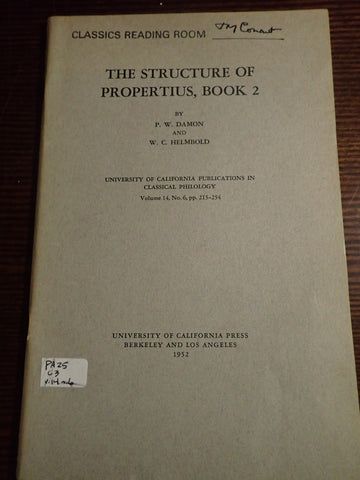 CLASSICS READING ROOM
THE STRUCTURE OF
PROPERTIUS, BOOK 2
BY
P. W. DAMON
AND
W. C. HELMBOLD
UNIVERSITY OF CALIFORNIA PUBLICATIONS IN
CLASSICAL PHILOLOGY
Volume 14, No. 6, pp. 215–254
UNIVERSITY OF CALIFORNIA PRESS
BERKELEY AND LOS ANGELES
1952
PA25
C3